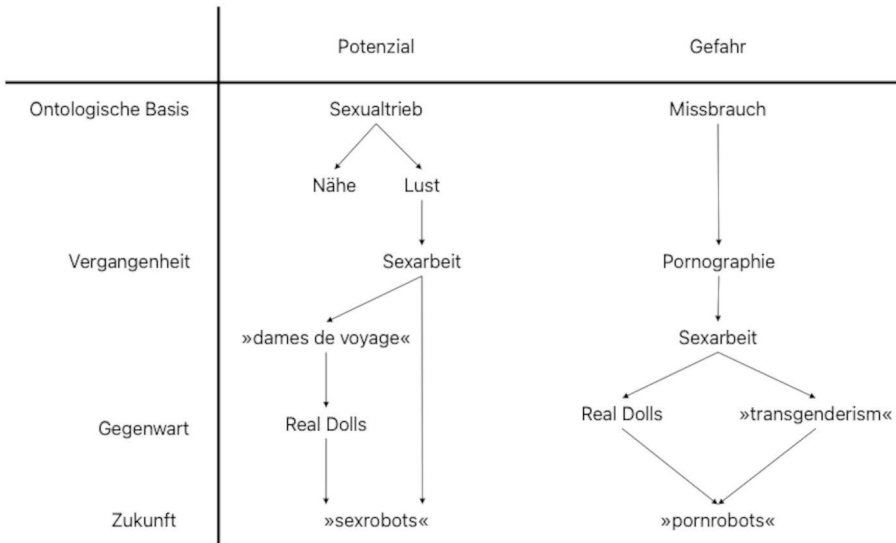 Potenzial Gefahr
Ontologische Basis Sexualtrieb Missbrauch
Nähe Lust
Vergangenheit Sexarbeit Pornographie
»dames de voyage« Sexarbeit
Gegenwart Real Dolls Real Dolls »transgenderism«
Zukunft »sexrobots« »pornrobots«